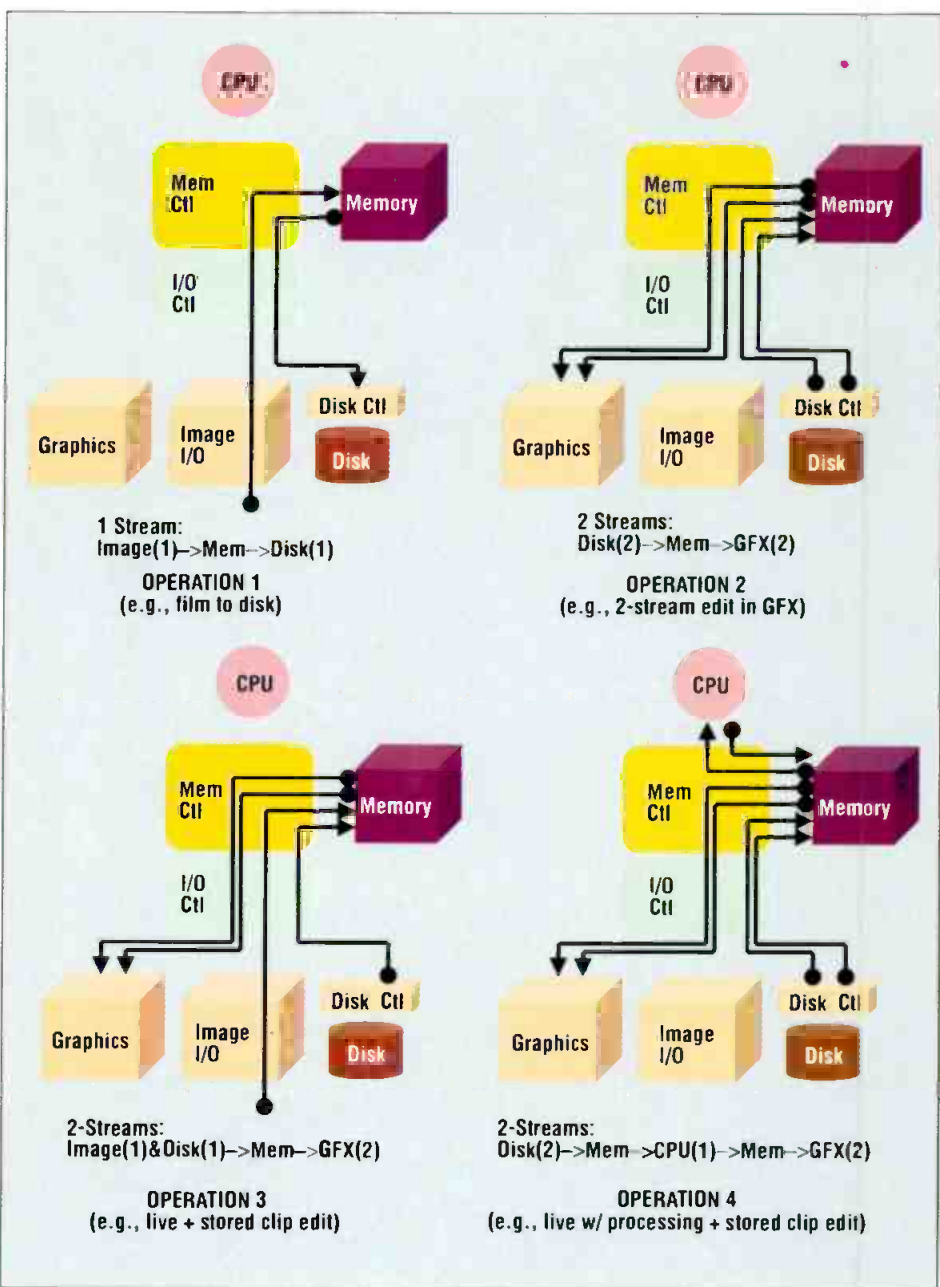 CPU
Mem
Ctl
Memory
I/O
Ctl
Graphics
Image
I/O
Disk Ctl
Disk
1 Stream:
Image(1)->Mem->Disk(1)
OPERATION 1
(e.g., film to disk)
CPU
Mem
Ctl
Memory
I/O
Ctl
Graphics
Image
I/O
Disk Ctl
Disk
2 Streams:
Disk(2)->Mem->GFX(2)
OPERATION 2
(e.g., 2-stream edit in GFX)
CPU
Mem
Ctl
Memory
I/O
Ctl
Graphics
Image
I/O
Disk Ctl
Disk
2-Streams:
Image(1)&Disk(1)->Mem->GFX(2)
OPERATION 3
(e.g., live + stored clip edit)
CPU
Mem
Ctl
Memory
I/O
Ctl
Graphics
Image
I/O
Disk Ctl
Disk
2-Streams:
Disk(2)->Mem->CPU(1)->Mem->GFX(2)
OPERATION 4
(e.g., live w/ processing + stored clip edit)